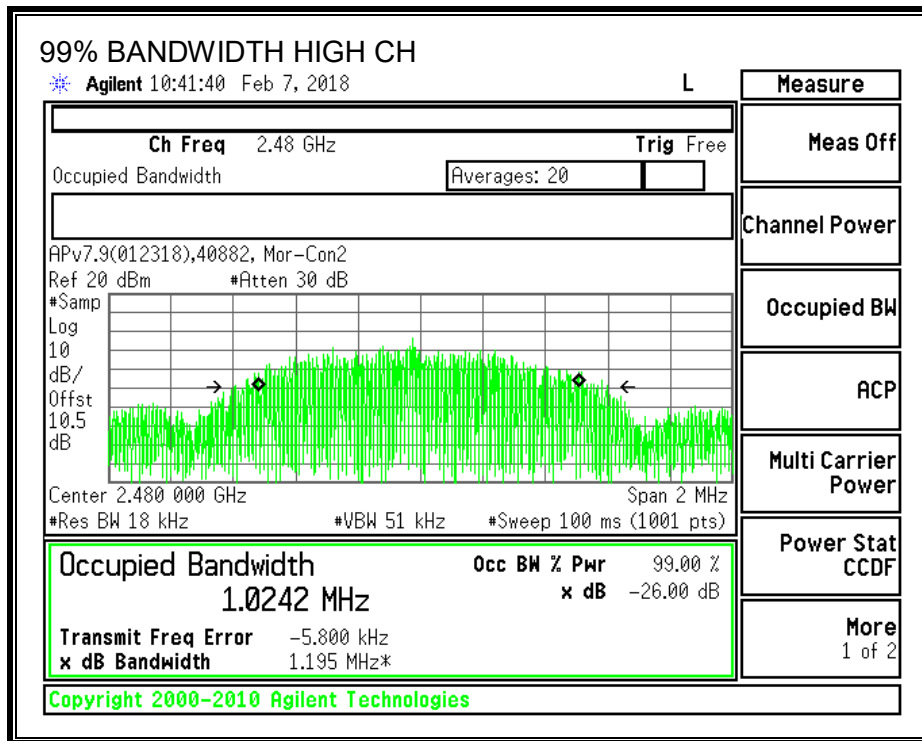 99% BANDWIDTH HIGH CH
Agilent 10:41:40 Feb 7, 2018 L
Ch Freq 2.48 GHz Trig Free
Occupied Bandwidth Averages: 20
APv7.9(012318),40882, Mor-Con2
Ref 20 dBm #Atten 30 dB
#Samp
Log
10
dB/
Offst
10.5
dB
Center 2.480 000 GHz Span 2 MHz
#Res BW 18 kHz #VBW 51 kHz #Sweep 100 ms (1001 pts)
Occupied Bandwidth Occ BW % Pwr 99.00 %
1.0242 MHz x dB -26.00 dB
Transmit Freq Error -5.800 kHz
x dB Bandwidth 1.195 MHz*
Copyright 2000-2010 Agilent Technologies
Measure
Meas Off
Channel Power
Occupied BW
ACP
Multi Carrier
Power
Power Stat
CCDF
More
1 of 2